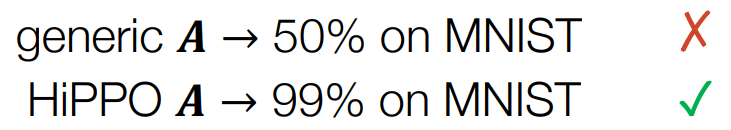 generic A → 50% on MNIST ✗
HiPPO A → 99% on MNIST ✓